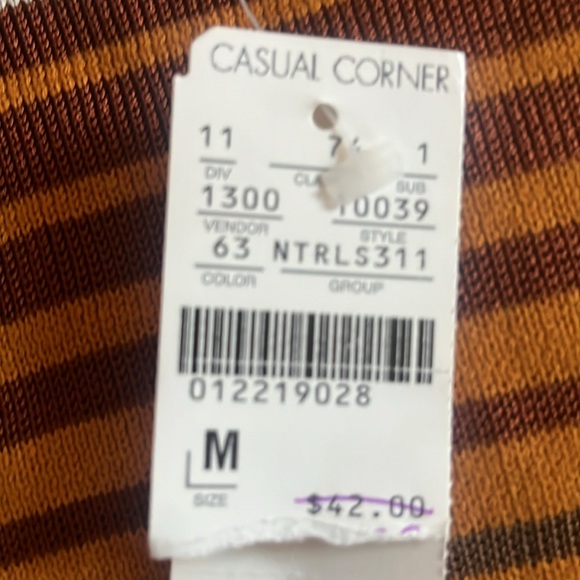 CASUAL CORNER
11 1
DIV SUB
1300 10039
VENDOR STYLE
63 NTRLS311
COLOR GROUP
012219028
M
SIZE
$42.00